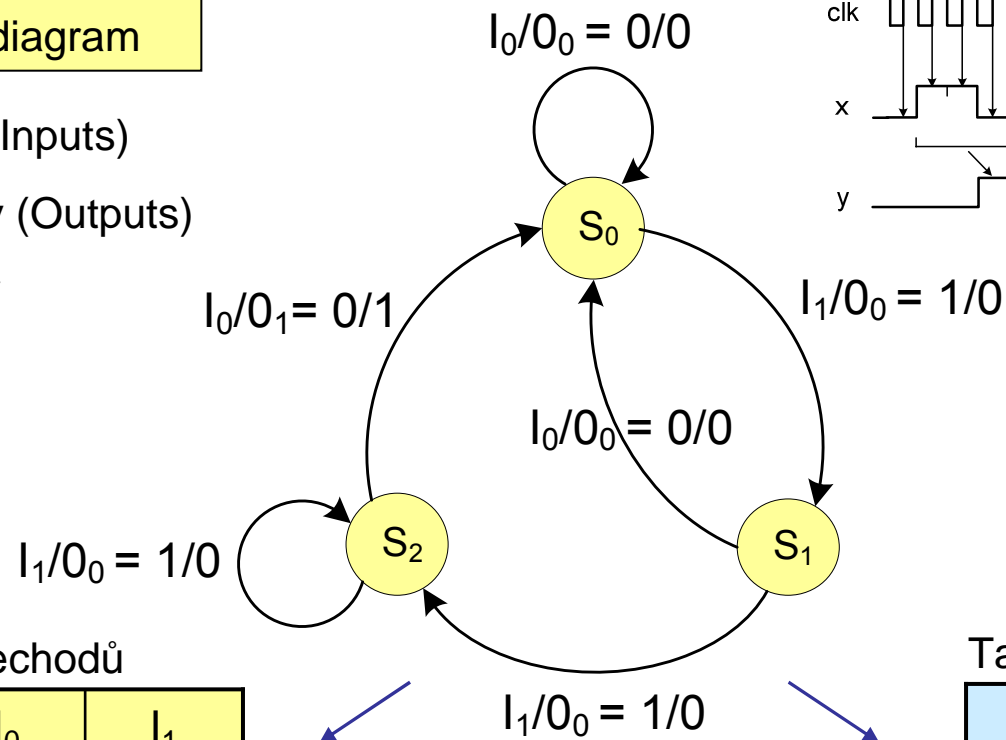 diagram
I₀/0₀ = 0/0
clk
Inputs)
x
(Outputs)
y
S₀
I₀/0₁= 0/1
I₁/0₀ = 1/0
I₀/0₀ = 0/0
S₂
S₁
I₁/0₀ = 1/0
echodů
Ta
I₁/0₀ = 1/0
I₀
I₁